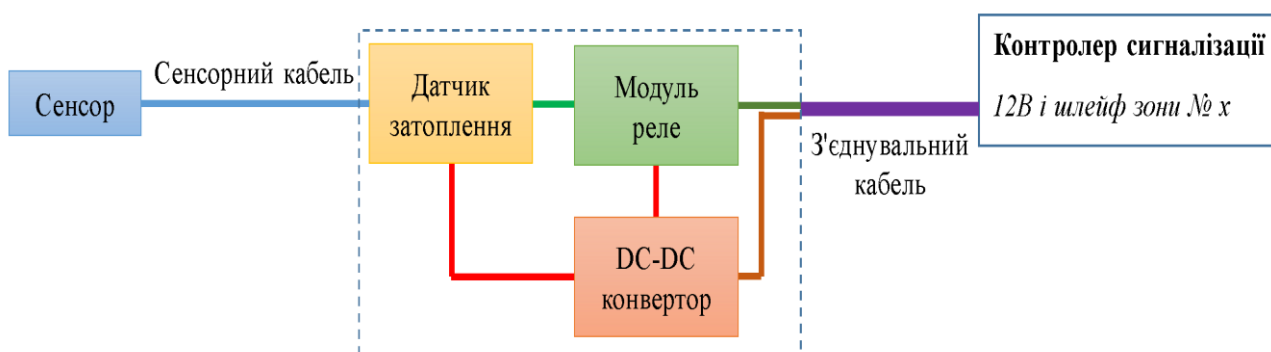 Сенсор
Сенсорний кабель
Датчик
затоплення
Модуль
реле
DC-DC
конвертор
З'єднувальний
кабель
Контролер сигналізації
12В і шлейф зони № х